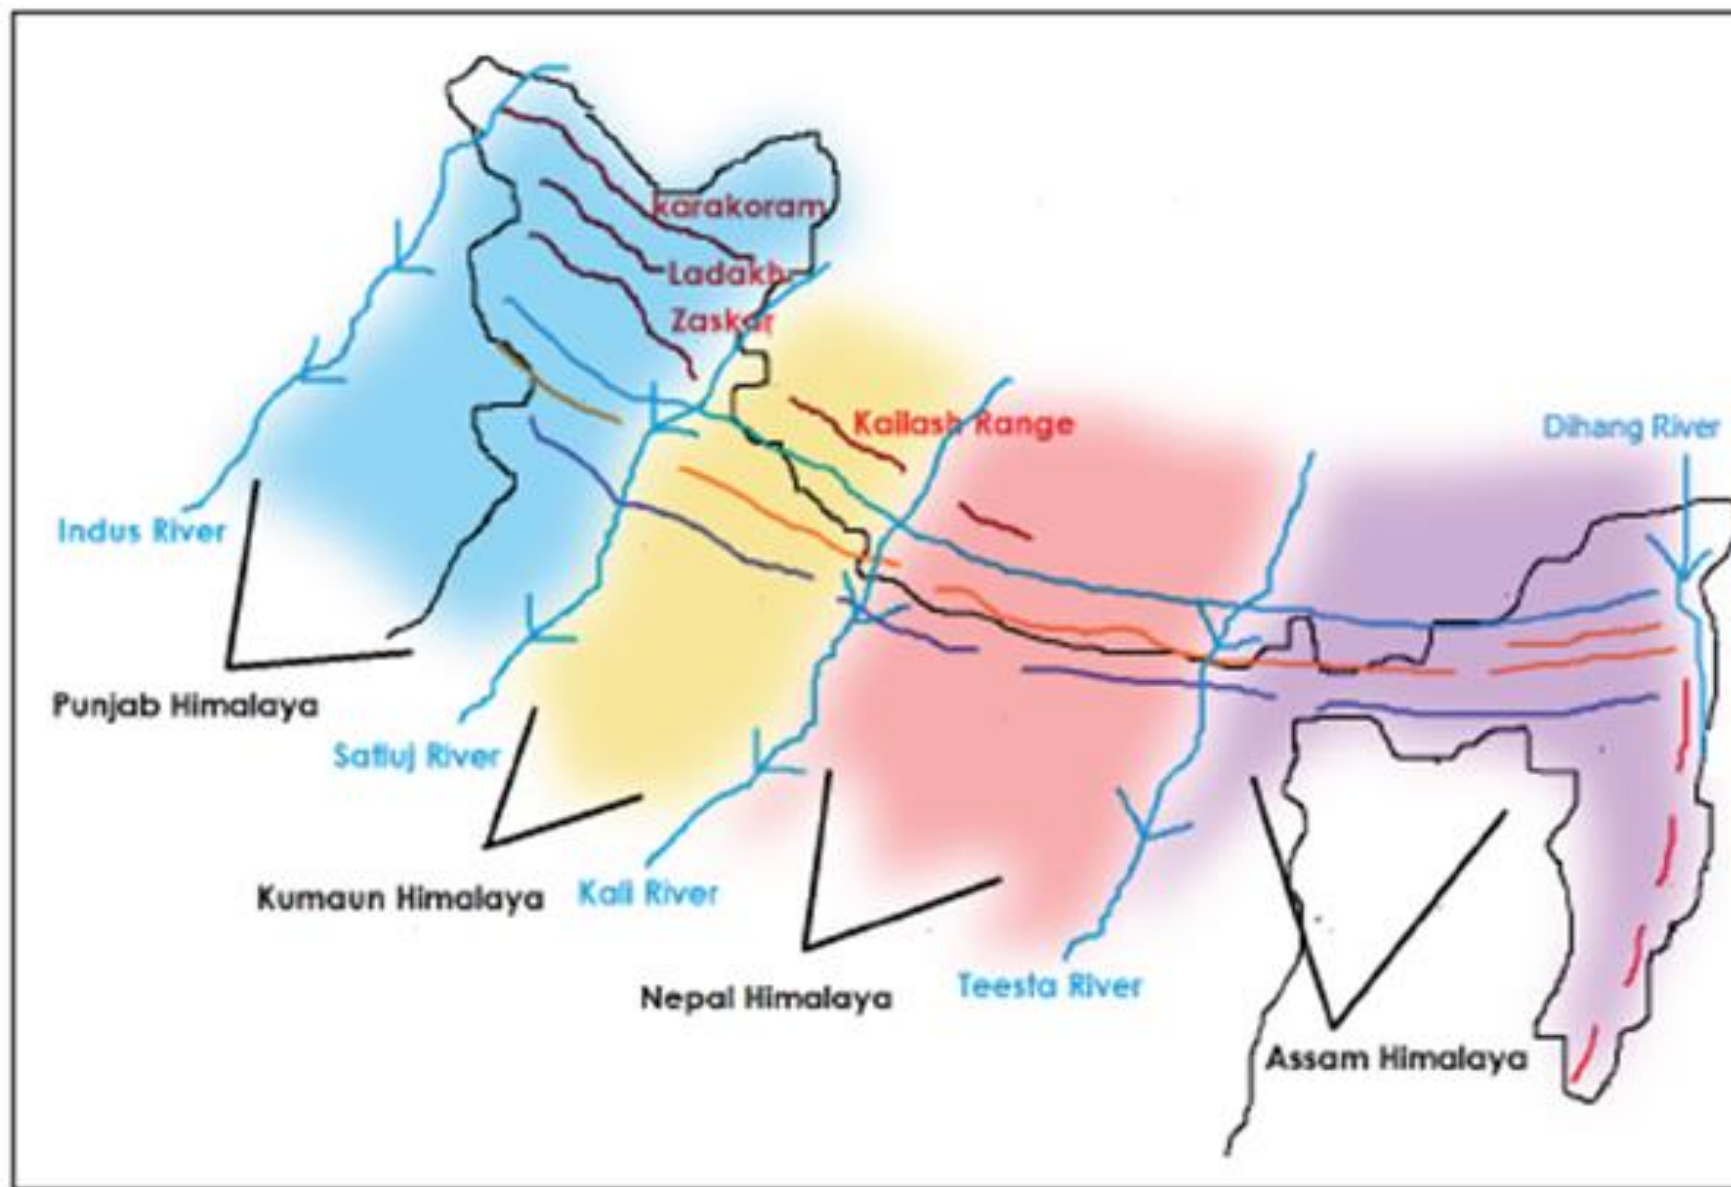 karakoram
Ladakh
Zaskar
Kailash Range
Dihang River
Indus River
Punjab Himalaya
Satluj River
Kumaun Himalaya
Kali River
Nepal Himalaya
Teesta River
Assam Himalaya